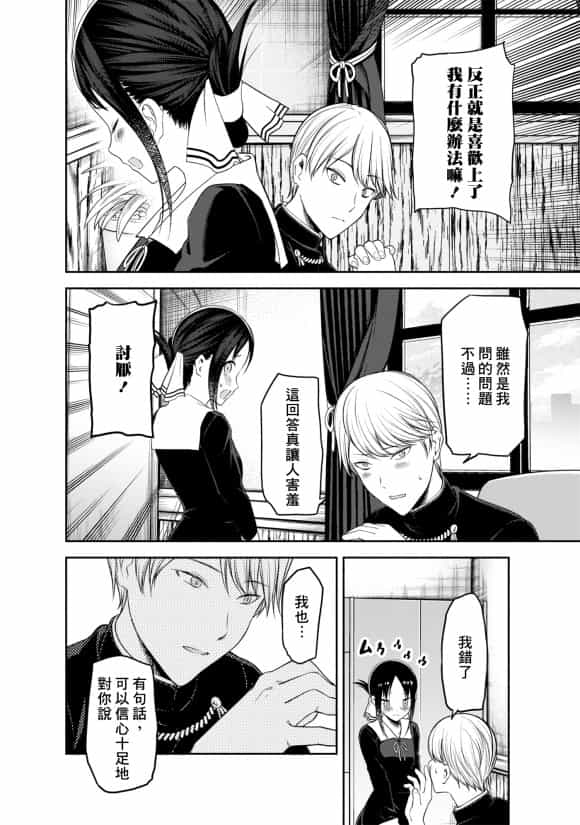 反正就是喜歡上了
我有什麼辦法嘛！
雖然是我
問的問題
不過……
這回答真讓人害羞
討厭！
我錯了
ムゥゥゥ
我也…
有句話，
可以信心十足地
對你說